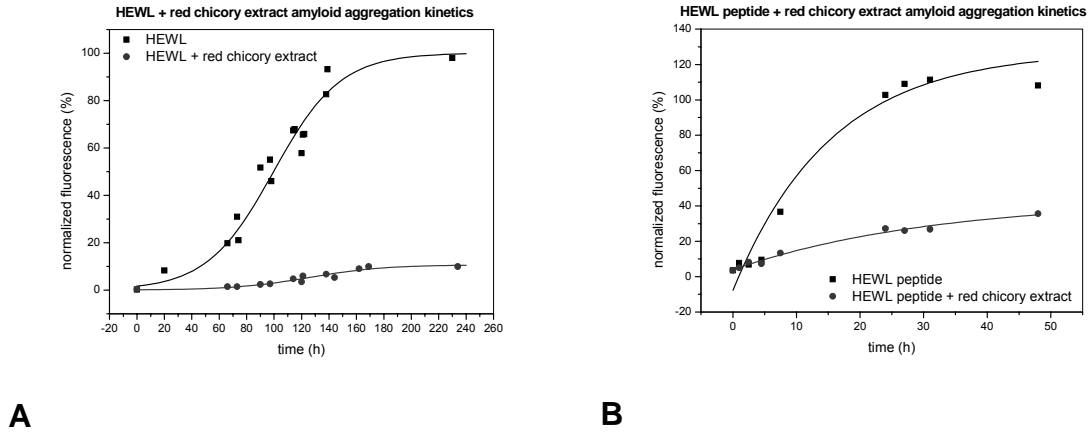 HEWL + red chicory extract amyloid aggregation kinetics
HEWL
HEWL + red chicory extract
100
80
60
40
20
0
normalized fluorescence (%)
-20 0 20 40 60 80 100 120 140 160 180 200 220 240 260
time (h)
A
HEWL peptide + red chicory extract amyloid aggregation kinetics
140
120
100
80
60
40
20
0
-20
normalized fluorescence (%)
HEWL peptide
HEWL peptide + red chicory extract
0 10 20 30 40 50
time (h)
B